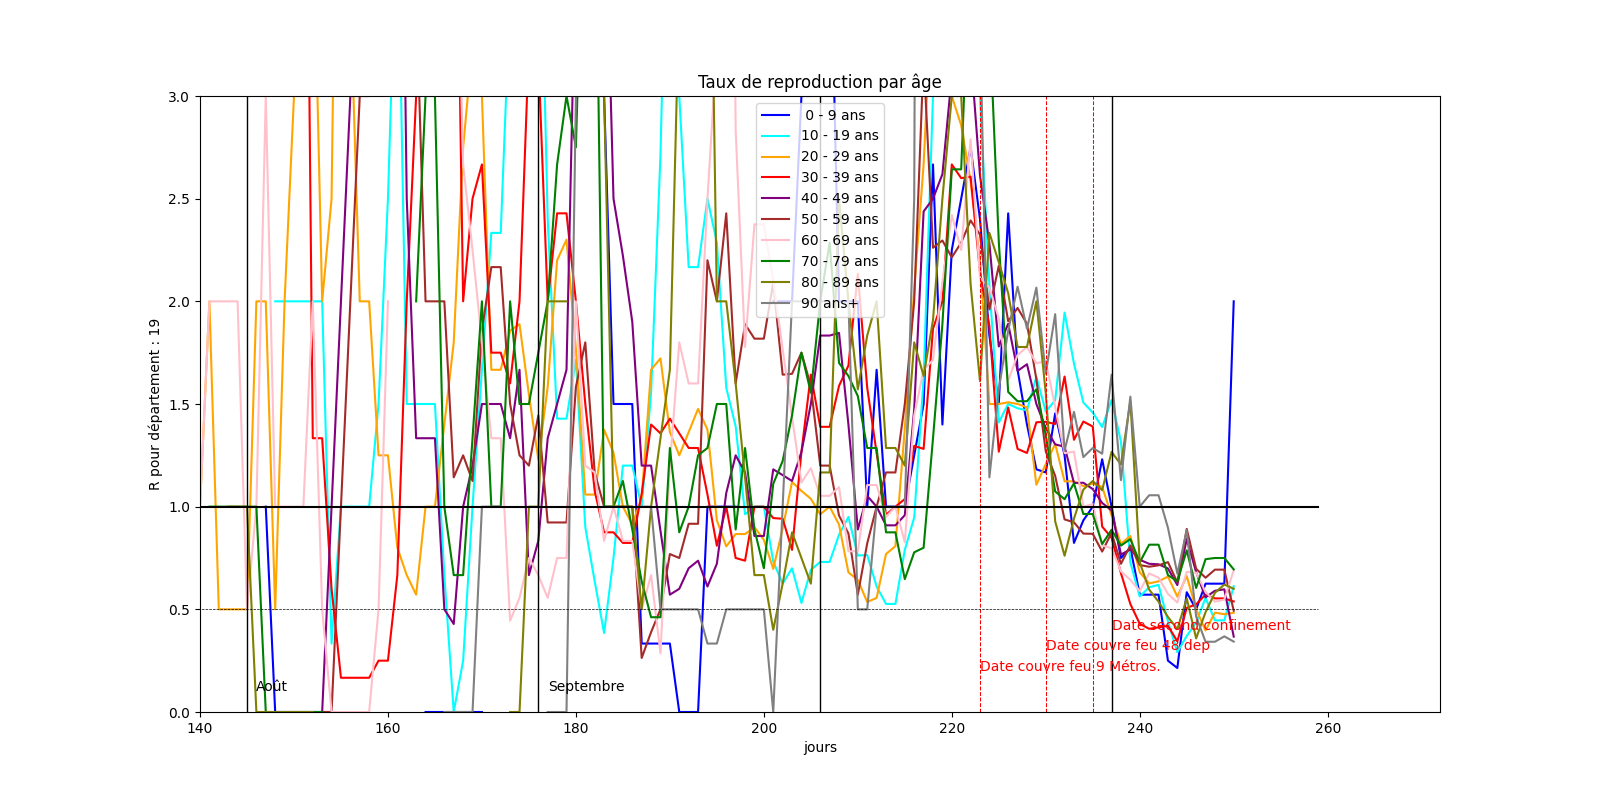 Taux de reproduction par âge
3.0
2.5
2.0
1.5
1.0
0.5
0.0
R pour département : 19
0 - 9 ans
10 - 19 ans
20 - 29 ans
30 - 39 ans
40 - 49 ans
50 - 59 ans
60 - 69 ans
70 - 79 ans
80 - 89 ans
90 ans+
Date second confinement
Date couvre feu 48 dep
Date couvre feu 9 Métros.
Août
Septembre
140
160
180
200
220
240
260
jours